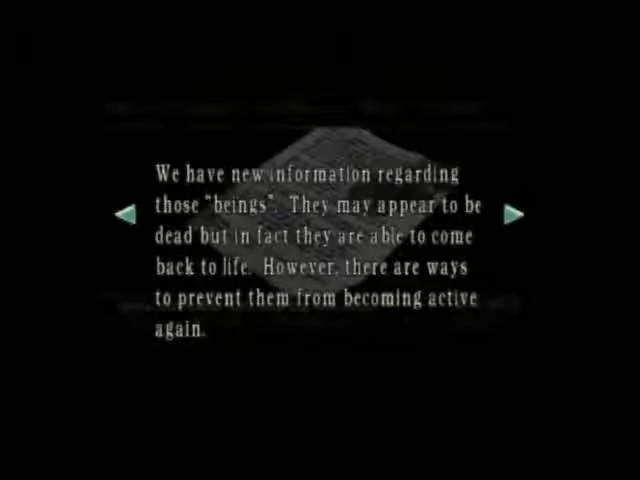 We have new information regarding
those "beings". They may appear to be
dead but in fact they are able to come
back to life. However, there are ways
to prevent them from becoming active
again.